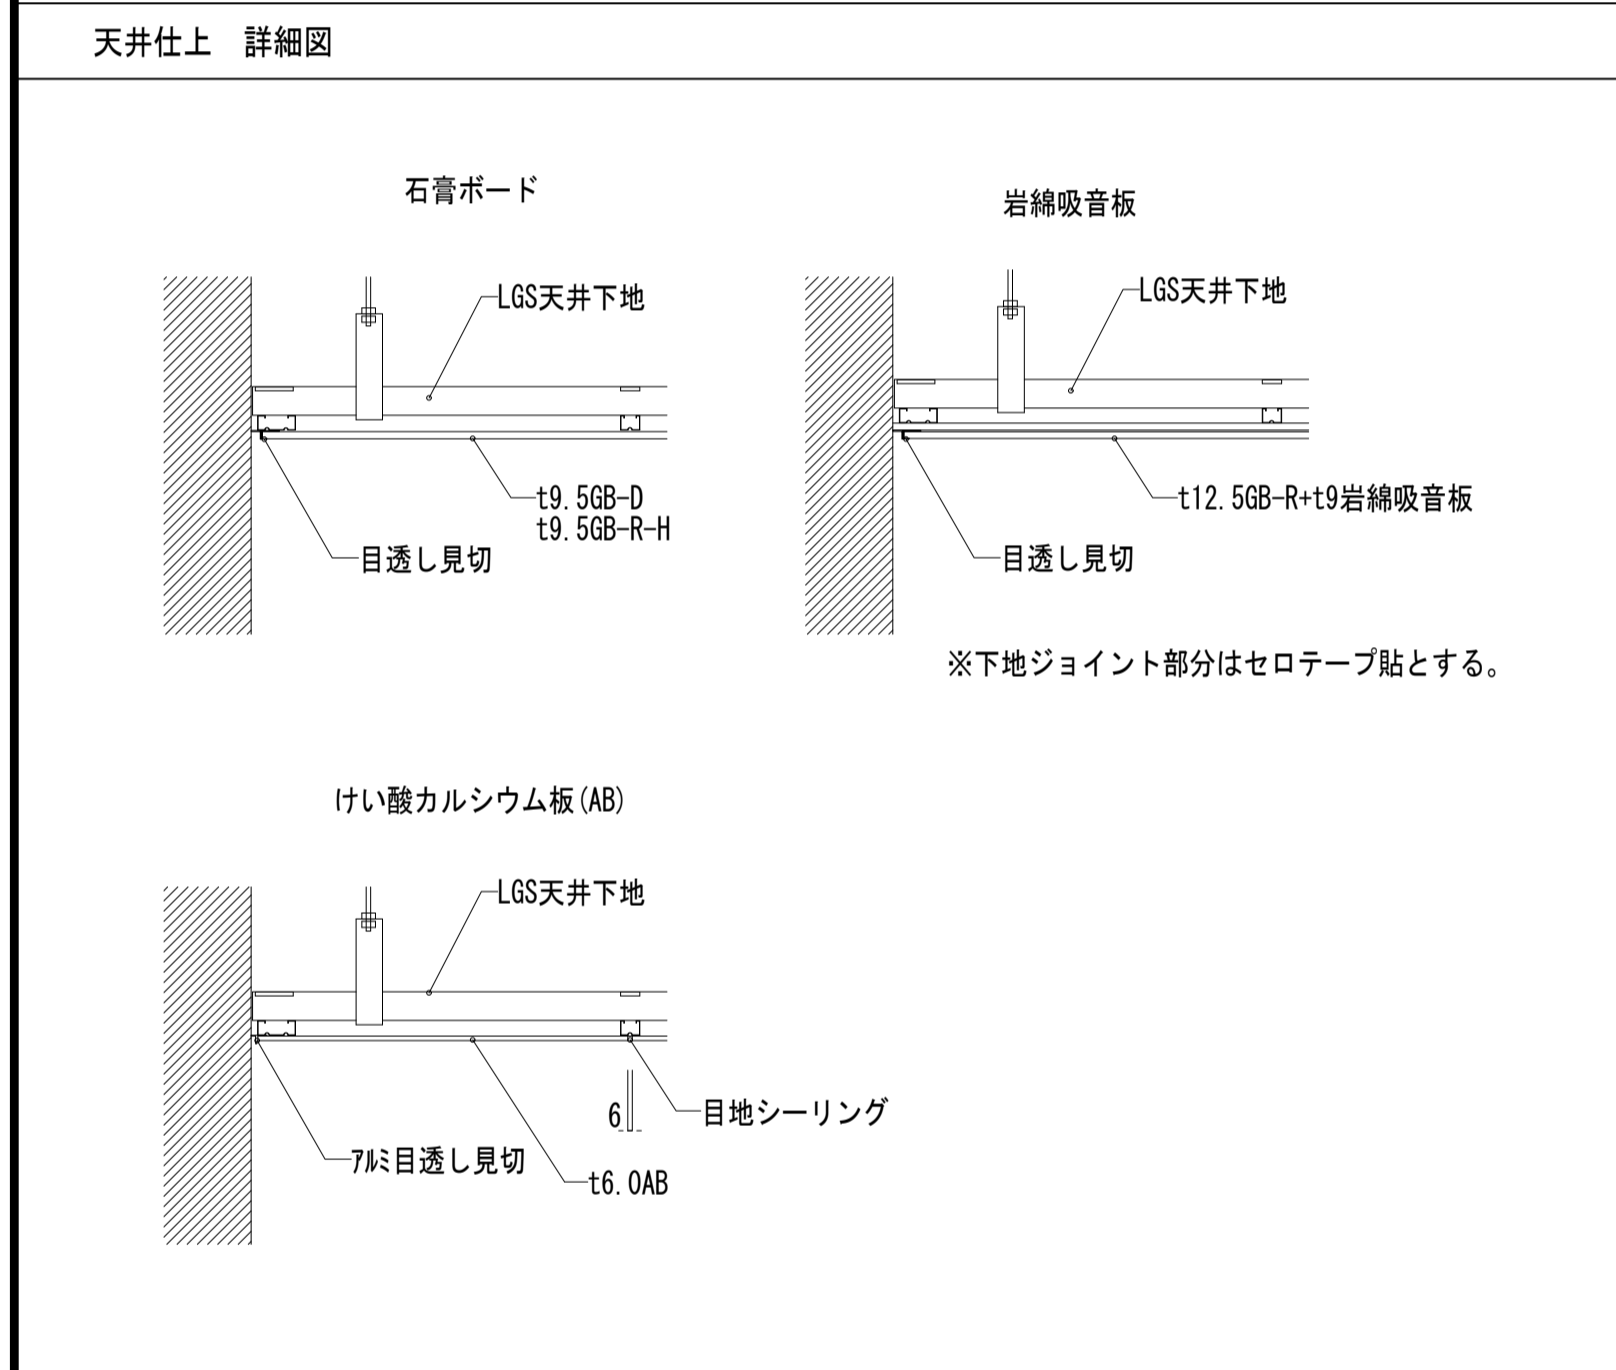 天井仕上　詳細図
石膏ボード
LGS天井下地
t9.5GB-D
t9.5GB-R-H
目透し見切
岩綿吸音板
LGS天井下地
t12.5GB-R+t9岩綿吸音板
目透し見切
※下地ジョイント部分はセロテープ貼とする。
けい酸カルシウム板(AB)
LGS天井下地
6
目地シーリング
ｱﾙﾐ目透し見切
t6.0AB